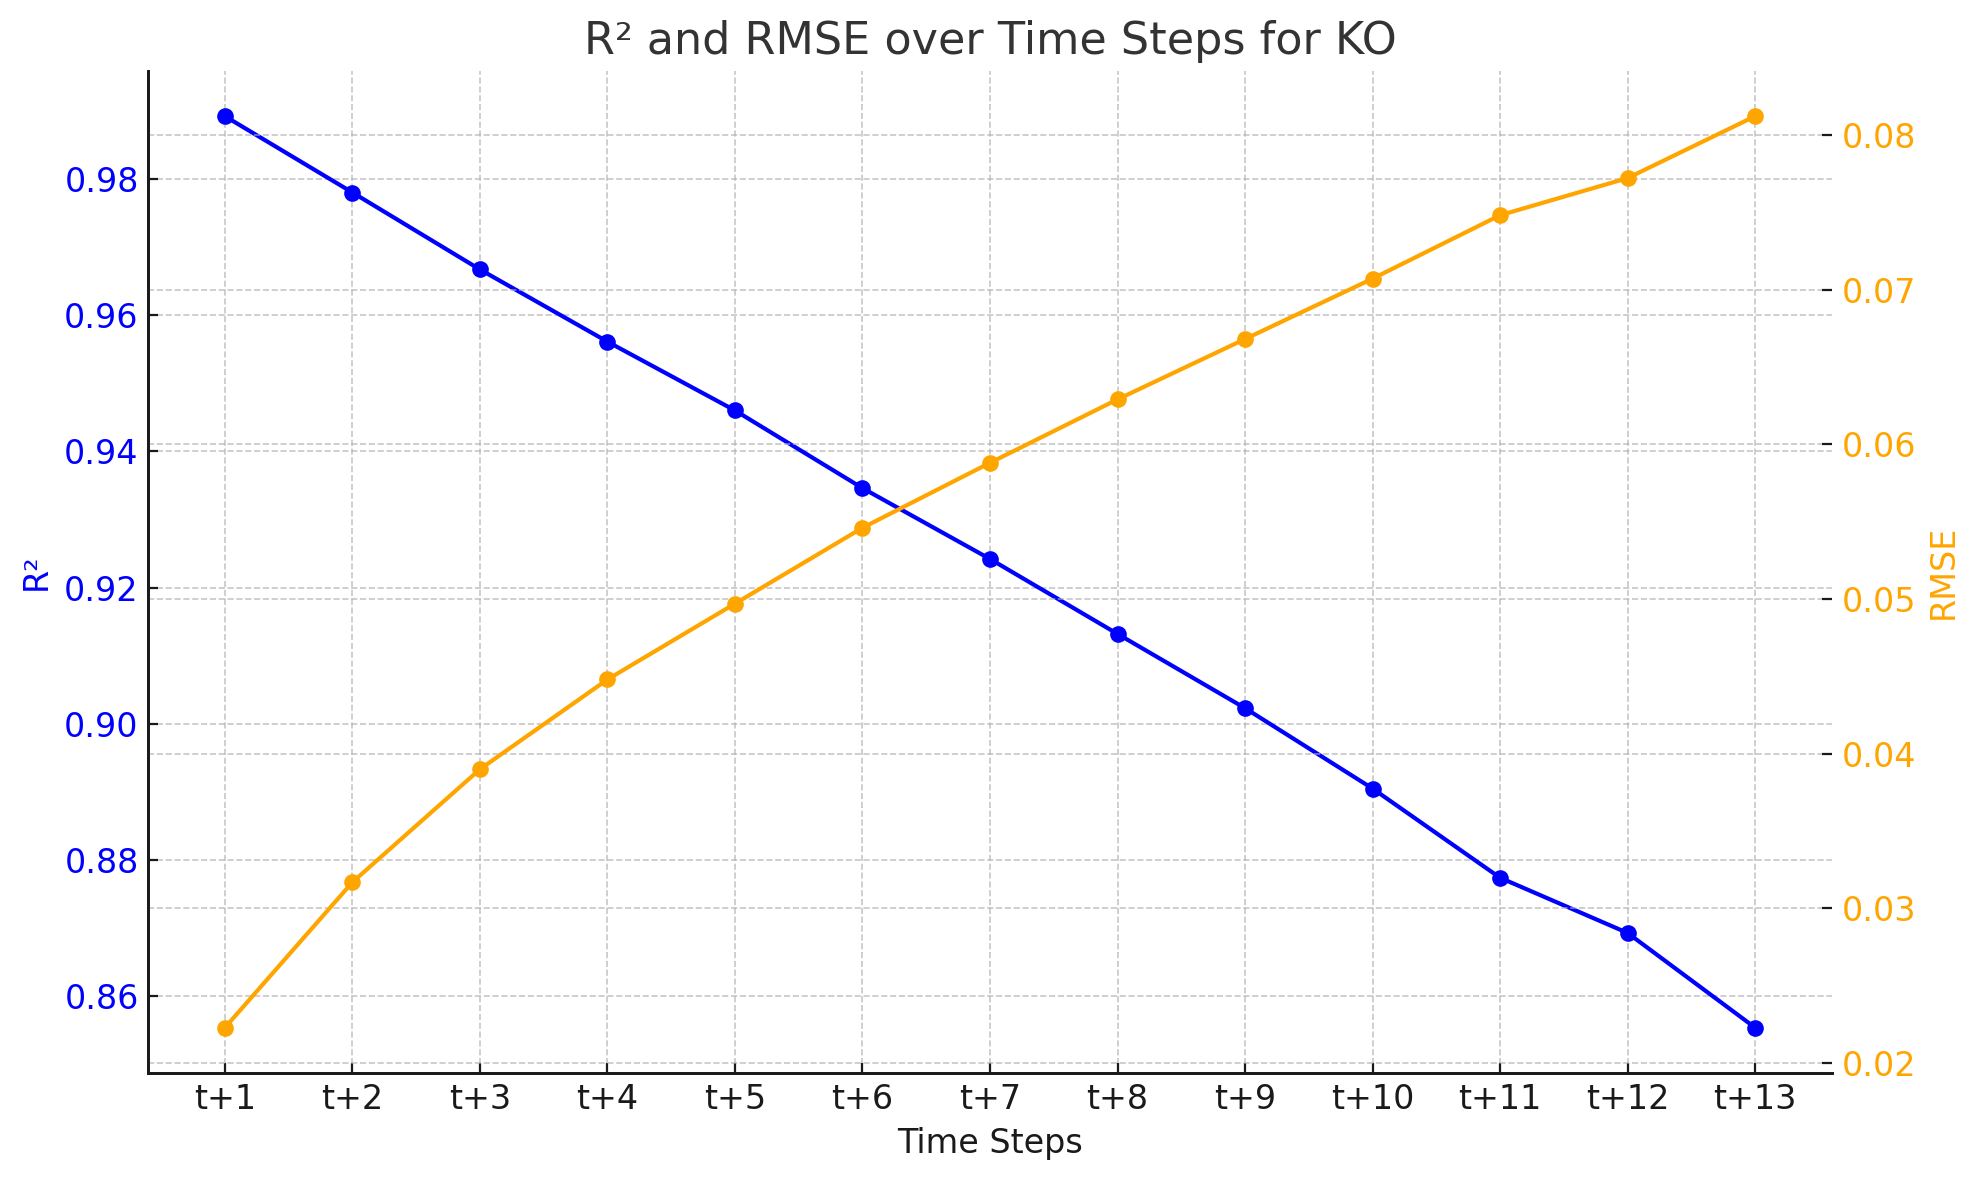 R² and RMSE over Time Steps for KO
R²
0.98
0.96
0.94
0.92
0.90
0.88
0.86
0.08
0.07
0.06
0.05
0.04
0.03
0.02
RMSE
t+1 t+2 t+3 t+4 t+5 t+6 t+7 t+8 t+9 t+10 t+11 t+12 t+13
Time Steps